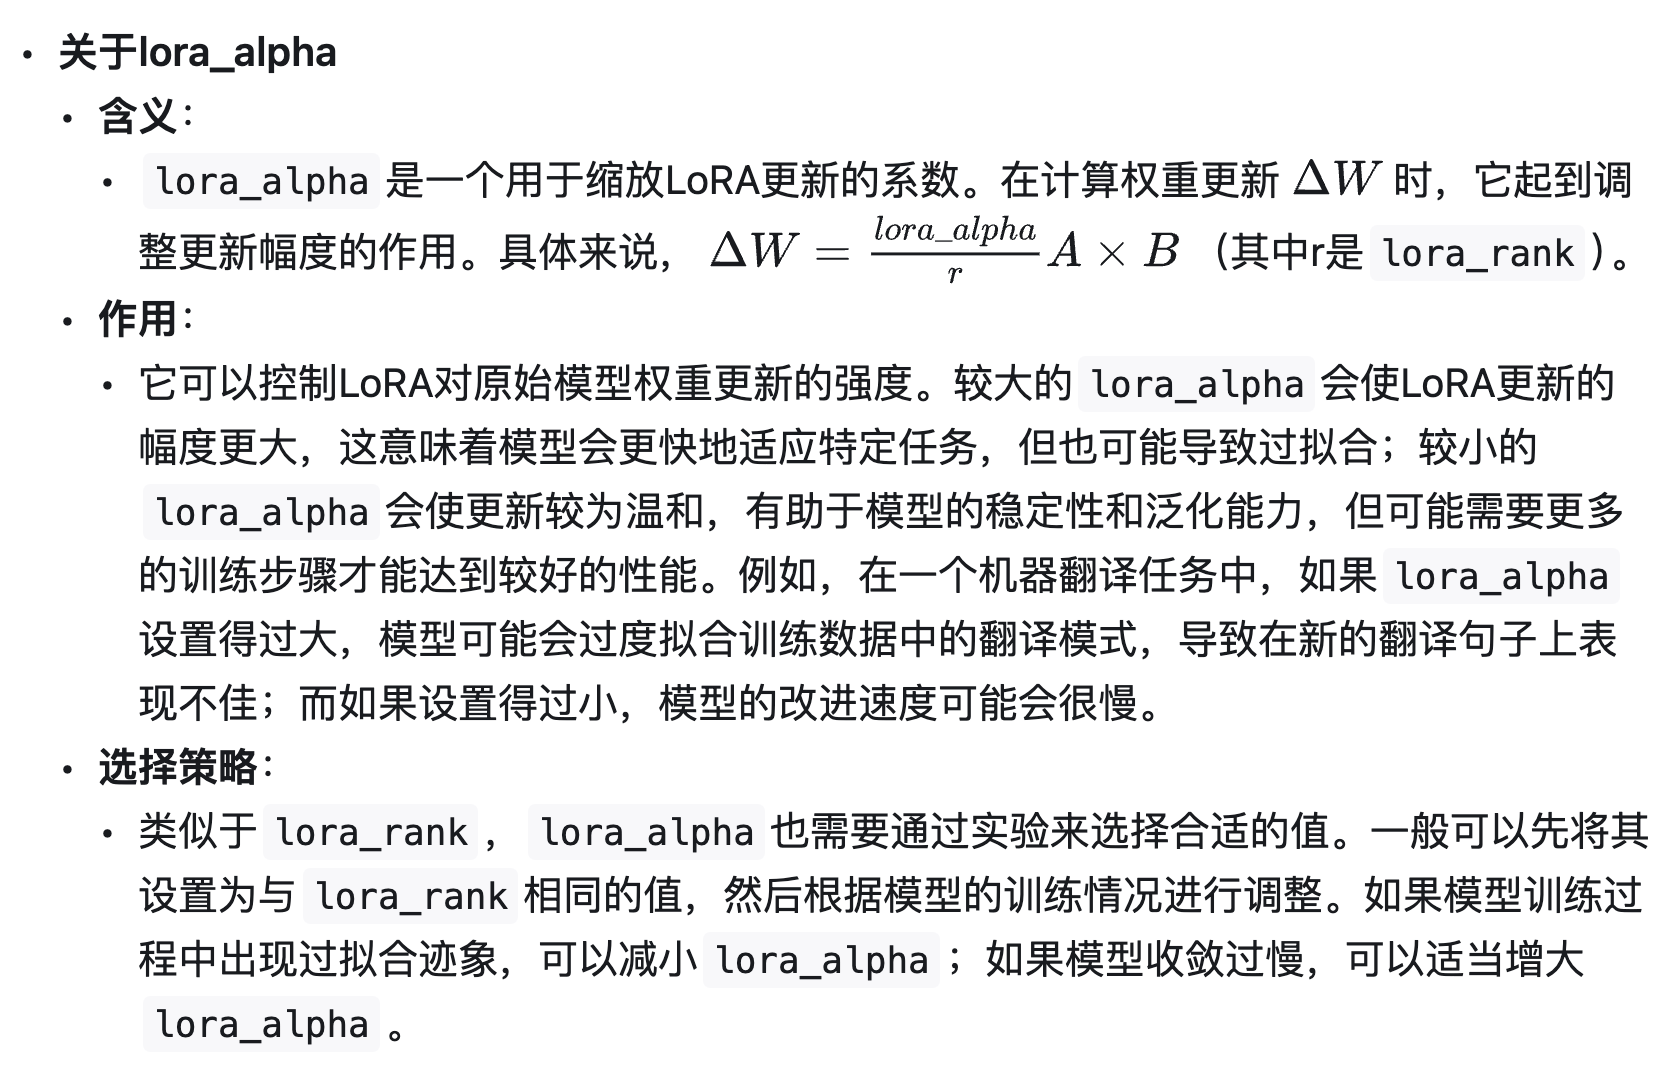 • 关于lora_alpha
• 含义：
• lora_alpha 是一个用于缩放LoRA更新的系数。在计算权重更新 ΔW 时，它起到调
整更新幅度的作用。具体来说， ΔW = \frac{lora\_alpha}{r} A × B （其中r是 lora_rank ）。
• 作用：
• 它可以控制LoRA对原始模型权重更新的强度。较大的 lora_alpha 会使LoRA更新的
幅度更大，这意味着模型会更快地适应特定任务，但也可能导致过拟合；较小的
lora_alpha 会使更新较为温和，有助于模型的稳定性和泛化能力，但可能需要更多
的训练步骤才能达到较好的性能。例如，在一个机器翻译任务中，如果 lora_alpha
设置得过大，模型可能会过度拟合训练数据中的翻译模式，导致在新的翻译句子上表
现不佳；而如果设置得过小，模型的改进速度可能会很慢。
• 选择策略：
• 类似于 lora_rank ， lora_alpha 也需要通过实验来选择合适的值。一般可以先将其
设置为与 lora_rank 相同的值，然后根据模型的训练情况进行调整。如果模型训练过
程中出现过拟合迹象，可以减小 lora_alpha ；如果模型收敛过慢，可以适当增大
lora_alpha 。